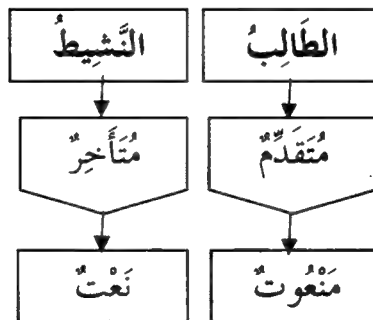 الطَالِبُ النَّشِيطُ
مُتَقَدِّمٌ مُتَأَخِرٌ
مَنْعُوتٌ نَعْتٌ